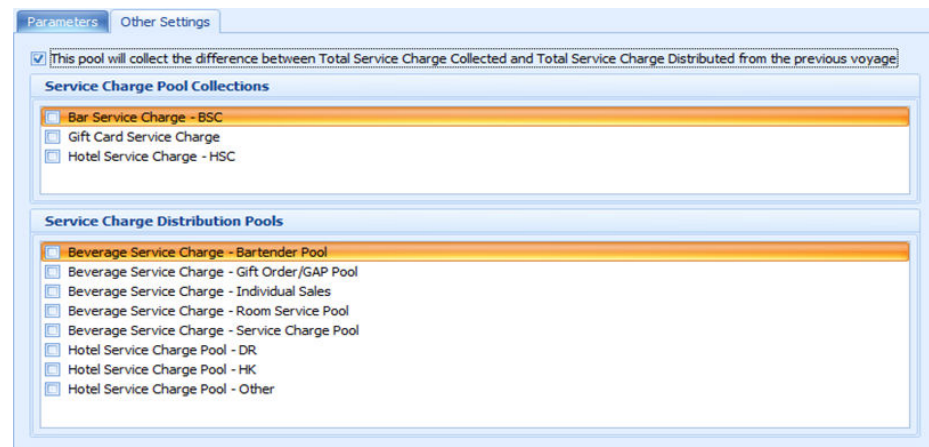 Parameters Other Settings
This pool will collect the difference between Total Service Charge Collected and Total Service Charge Distributed from the previous voyage
Service Charge Pool Collections
Bar Service Charge - BSC
Gift Card Service Charge
Hotel Service Charge - HSC
Service Charge Distribution Pools
Beverage Service Charge - Bartender Pool
Beverage Service Charge - Gift Order/GAP Pool
Beverage Service Charge - Individual Sales
Beverage Service Charge - Room Service Pool
Beverage Service Charge - Service Charge Pool
Hotel Service Charge Pool - DR
Hotel Service Charge Pool - HK
Hotel Service Charge Pool - Other